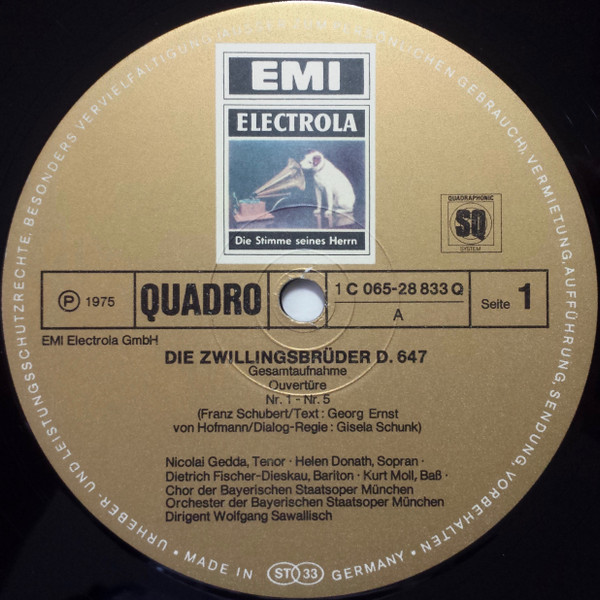 URHEBER- UND LEISTUNGSSCHUTZRECHTE, BESONDERS VERVIELFÄLTIGUNG (AUSSER ZUM PERSÖNLICHEN GEBRAUCH), VERMIETUNG, AUFFÜHRUNG, SENDUNG, VORBEHALTEN
EMI
ELECTROLA
Die Stimme seines Herrn
QUADRAPHONIC
SQ
SYSTEM
Ⓟ 1975
QUADRO
1 C 065-28 833 Q
A
Seite 1
EMI Electrola GmbH
DIE ZWILLINGSBRÜDER D. 647
Gesamtaufnahme
Ouvertüre
Nr. 1 - Nr. 5
(Franz Schubert/Text: Georg Ernst
von Hofmann/Dialog-Regie: Gisela Schunk)
Nicolai Gedda, Tenor · Helen Donath, Sopran ·
Dietrich Fischer-Dieskau, Bariton · Kurt Moll, Baß ·
Chor der Bayerischen Staatsoper München
Orchester der Bayerischen Staatsoper München
Dirigent Wolfgang Sawallisch
• MADE IN ST 33 GERMANY •